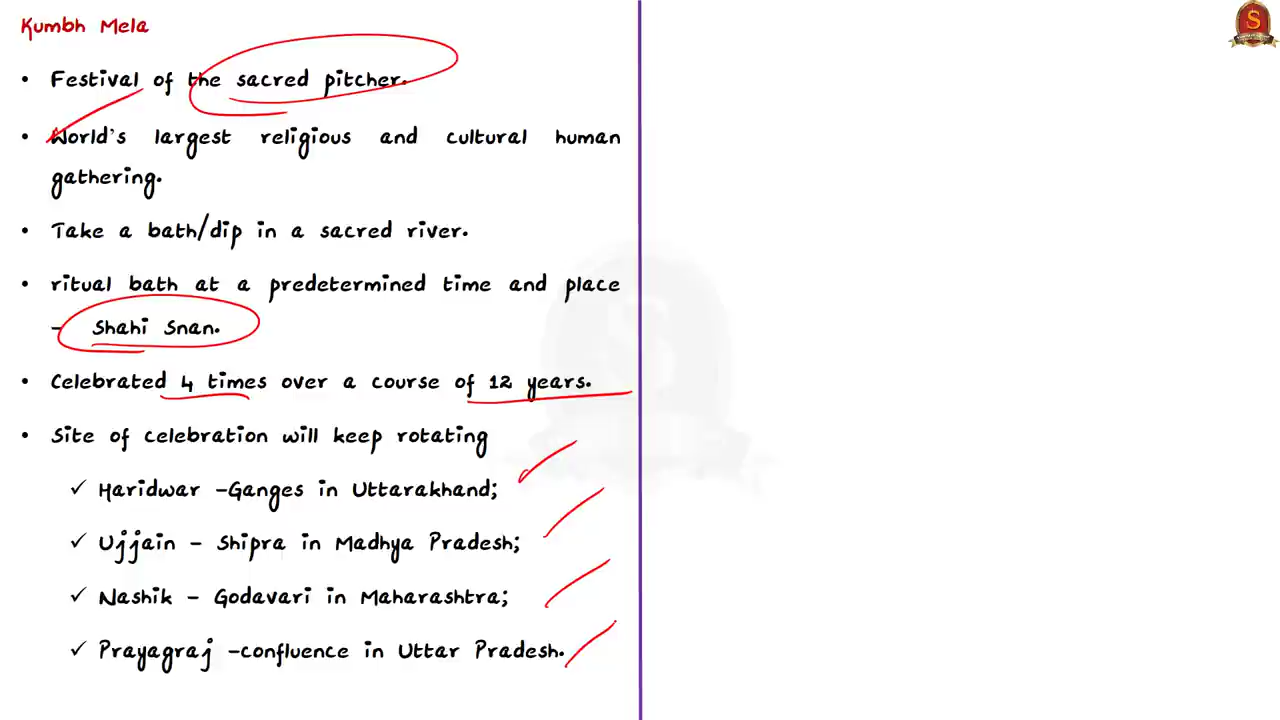 Kumbh Mela
• Festival of the sacred pitcher.
• World's largest religious and cultural human
gathering.
• Take a bath/dip in a sacred river.
• ritual bath at a predetermined time and place
– Shahi Snan.
• Celebrated 4 times over a course of 12 years.
• Site of celebration will keep rotating
✓ Haridwar –Ganges in Uttarakhand;
✓ Ujjain – Shipra in Madhya Pradesh;
✓ Nashik – Godavari in Maharashtra;
✓ Prayagraj –confluence in Uttar Pradesh.
S